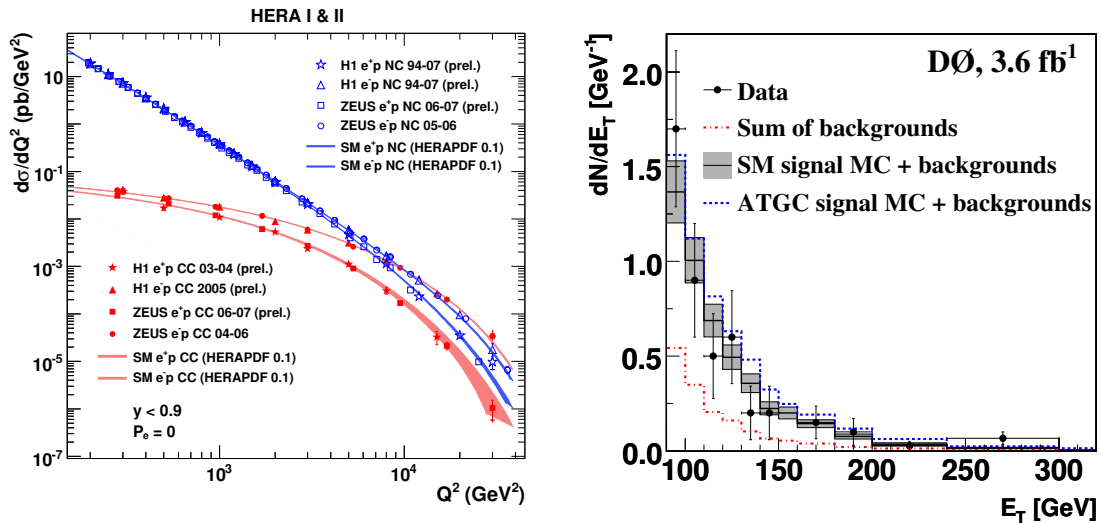 HERA I & II
dσ/dQ² (pb/GeV²)
10
10⁻¹
10⁻³
10⁻⁵
10⁻⁷
H1 e⁺p NC 94-07 (prel.)
H1 e⁻p NC 94-07 (prel.)
ZEUS e⁺p NC 06-07 (prel.)
ZEUS e⁻p NC 05-06
SM e⁺p NC (HERAPDF 0.1)
SM e⁻p NC (HERAPDF 0.1)
H1 e⁺p CC 03-04 (prel.)
H1 e⁻p CC 2005 (prel.)
ZEUS e⁺p CC 06-07 (prel.)
ZEUS e⁻p CC 04-06
SM e⁺p CC (HERAPDF 0.1)
SM e⁻p CC (HERAPDF 0.1)
y < 0.9
Pₑ = 0
10³ 10⁴
Q² (GeV²)
dN/dE_T [GeV⁻¹]
2.0
1.5
1.0
0.5
0.0
DØ, 3.6 fb⁻¹
Data
Sum of backgrounds
SM signal MC + backgrounds
ATGC signal MC + backgrounds
100 150 200 250 300
E_T [GeV]